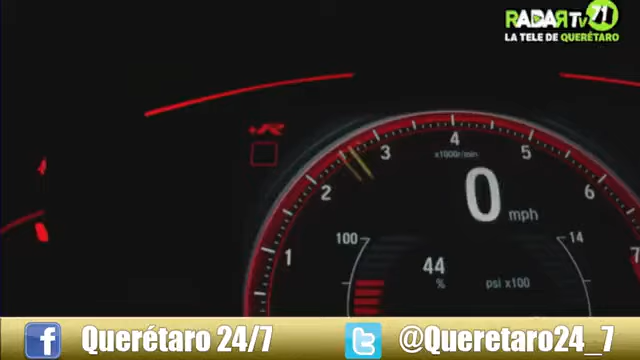 RADAR TV 71
LA TELE DE QUERÉTARO
+R
1
2
3
4
5
6
7
x1000r/min
0 mph
100
14
44
%
psi x100
Querétaro 24/7
@Queretaro24_7